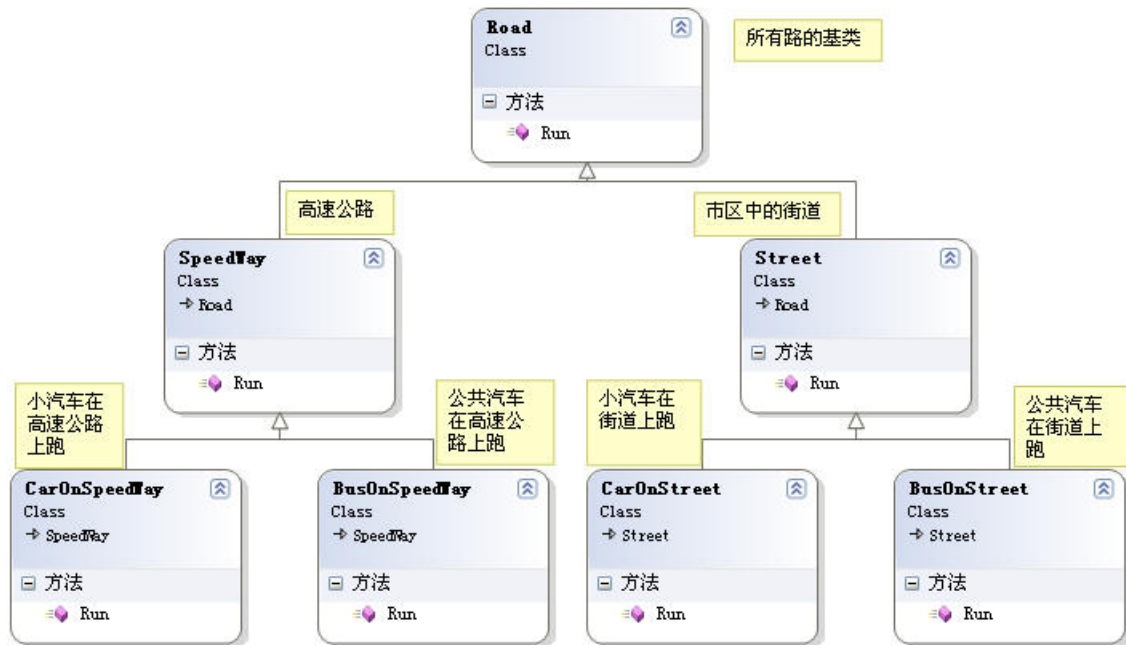 Road
Class
方法
Run
所有路的基类
高速公路
市区中的街道
SpeedWay
Class
Road
方法
Run
Street
Class
Road
方法
Run
小汽车在
高速公路
上跑
公共汽车
在高速公
路上跑
小汽车在
街道上跑
公共汽车
在街道上
跑
CarOnSpeedWay
Class
SpeedWay
方法
Run
BusOnSpeedWay
Class
SpeedWay
方法
Run
CarOnStreet
Class
Street
方法
Run
BusOnStreet
Class
Street
方法
Run